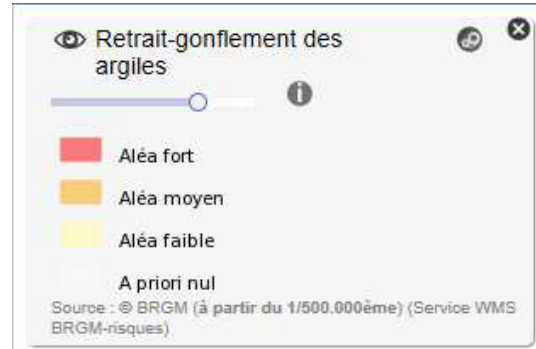 Retrait-gonflement des
argiles
Aléa fort
Aléa moyen
Aléa faible
A priori nul
Source : © BRGM (à partir du 1/500.000ème) (Service WMS
BRGM-risques)